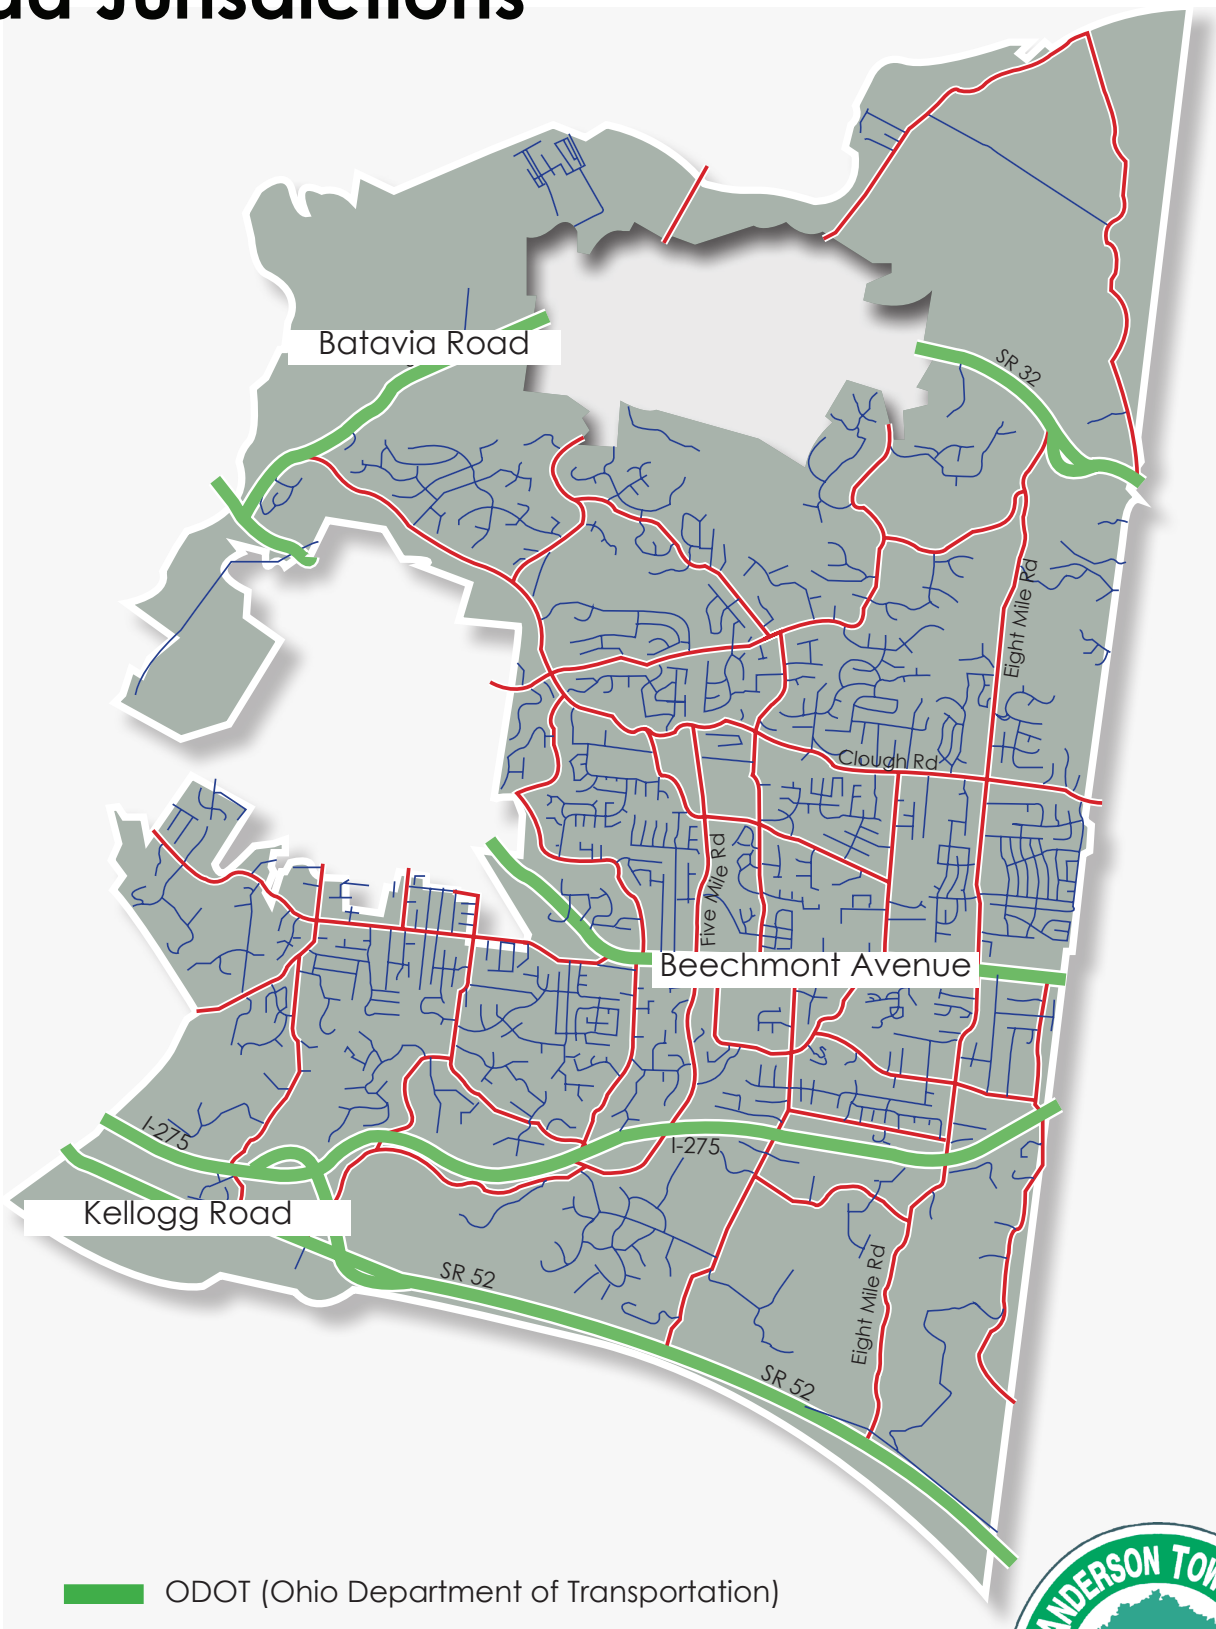 Jurisdictions
Batavia Road
SR 32
Eight Mile Rd
Clough Rd
Five Mile Rd
Beechmont Avenue
I-275
I-275
Kellogg Road
SR 52
Eight Mile Rd
SR 52
ODOT (Ohio Department of Transportation)
ANDERSON